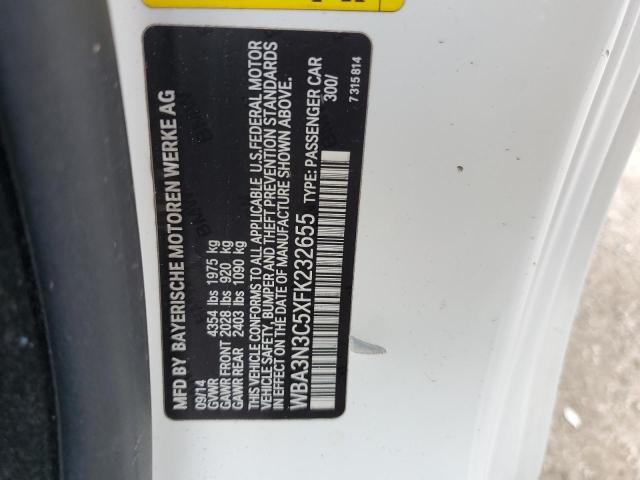 MFD BY BAYERISCHE MOTOREN WERKE AG
09/14
GVWR 4354 lbs 1975 kg
GAWR FRONT 2028 lbs 920 kg
GAWR REAR 2403 lbs 1090 kg
THIS VEHICLE CONFORMS TO ALL APPLICABLE U.S.FEDERAL MOTOR
VEHICLE SAFETY, BUMPER AND THEFT PREVENTION STANDARDS
IN EFFECT ON THE DATE OF MANUFACTURE SHOWN ABOVE.
WBA3N3C5XFK232655 TYPE: PASSENGER CAR
300/
7 315 814